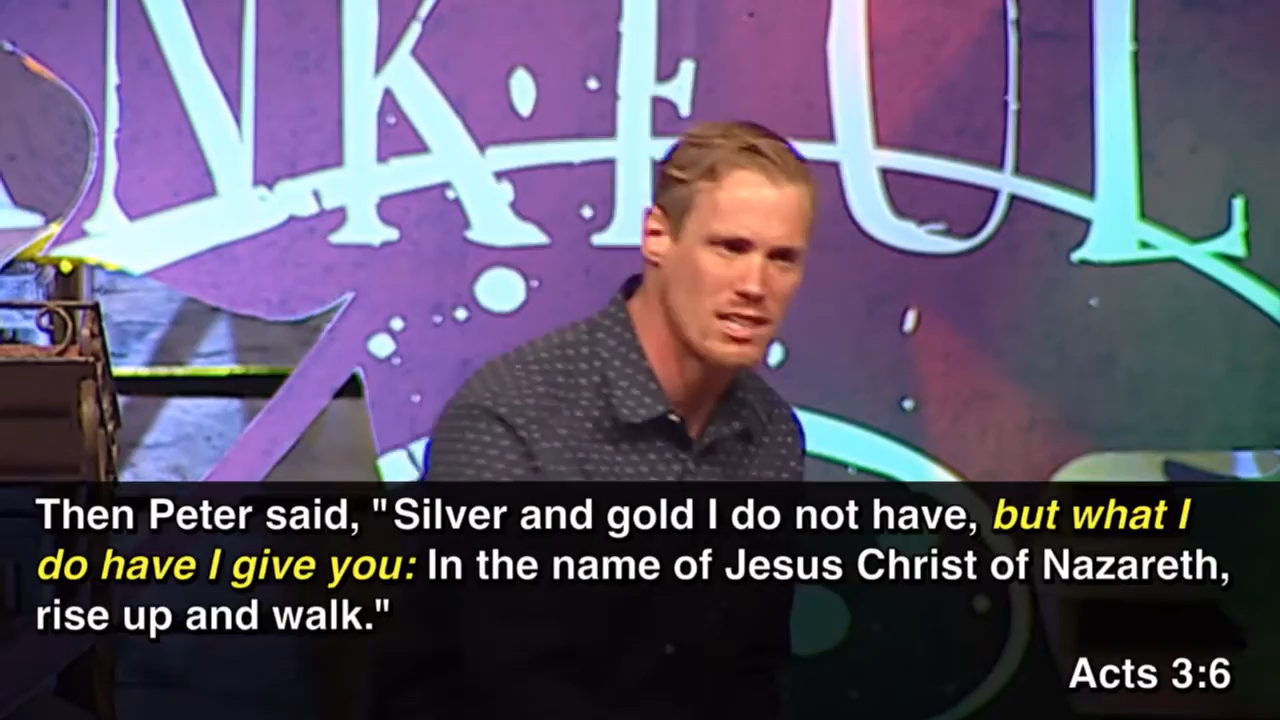 NKFUL
Then Peter said, "Silver and gold I do not have, but what I
do have I give you: In the name of Jesus Christ of Nazareth,
rise up and walk."
Acts 3:6